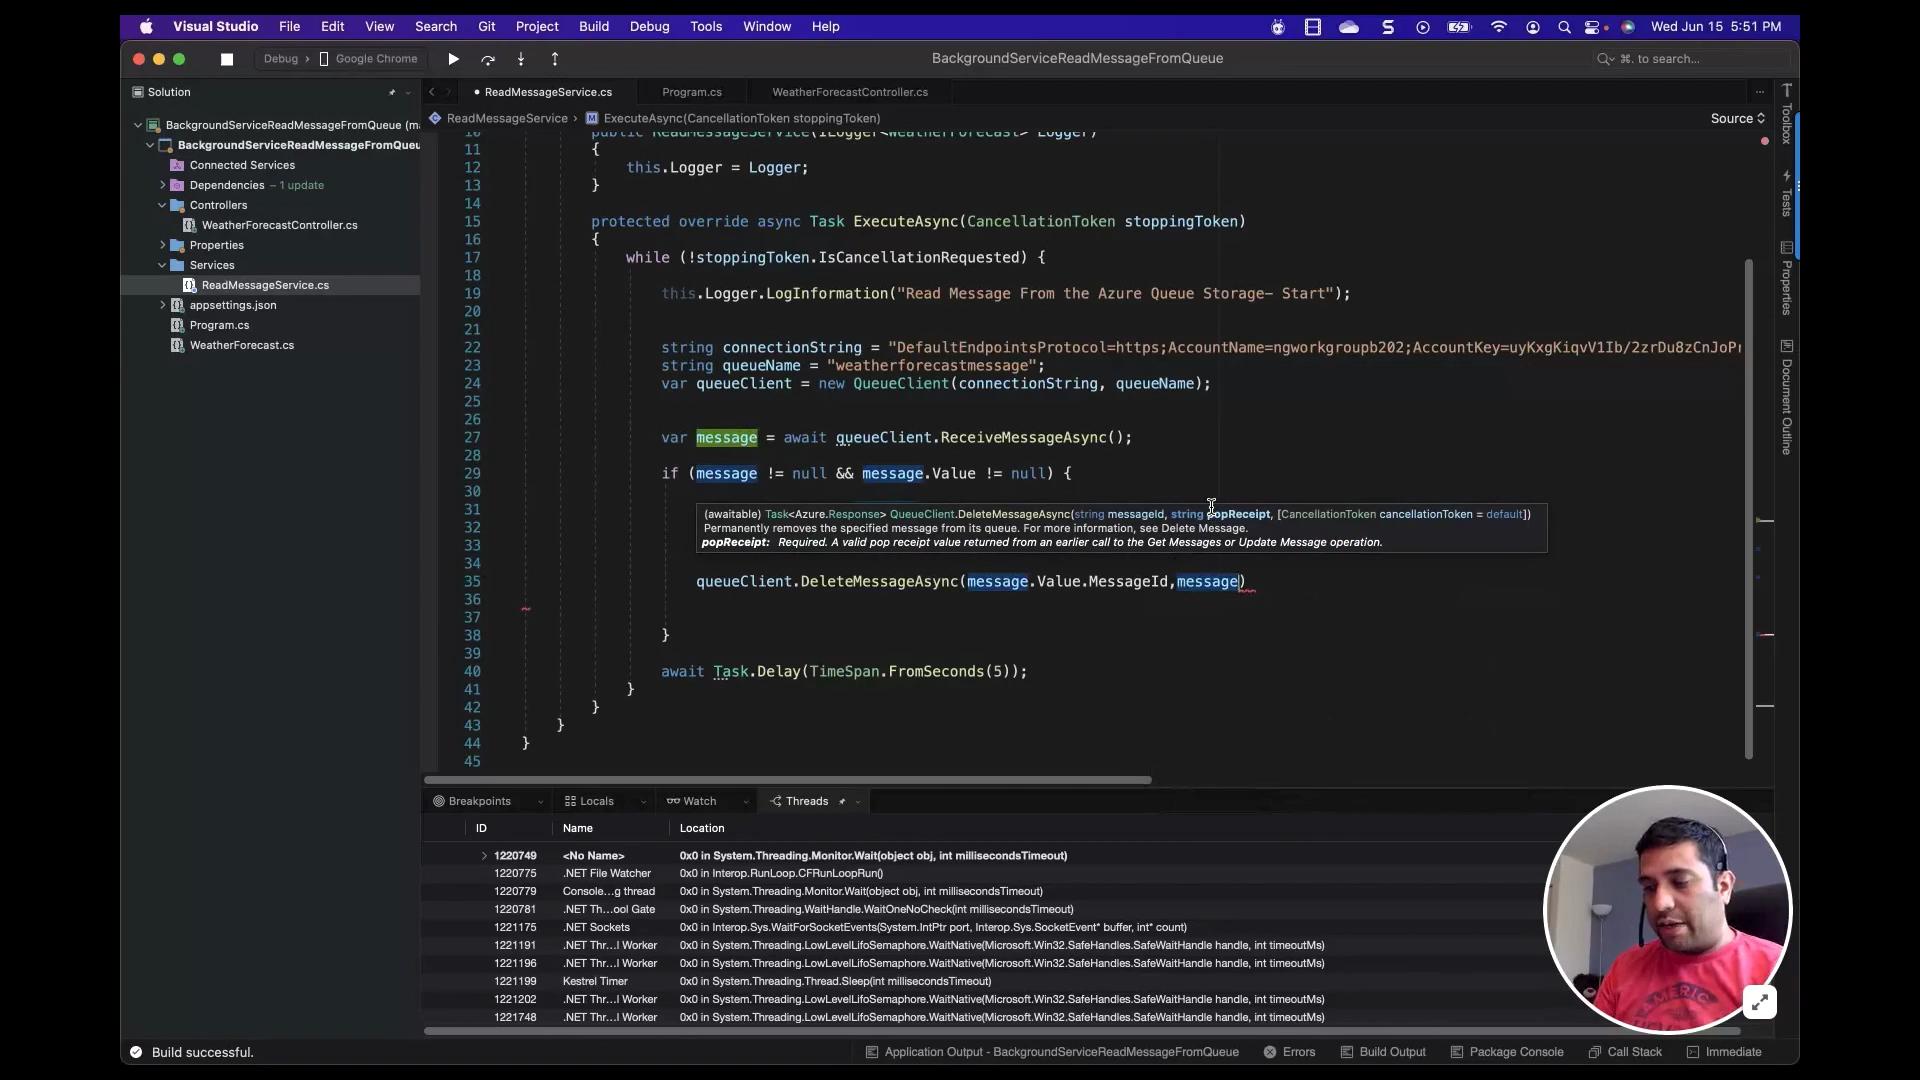 Visual Studio File Edit View Search Git Project Build Debug Tools Window Help Wed Jun 15 5:51 PM
Debug › Google Chrome BackgroundServiceReadMessageFromQueue ⌘. to search...
Solution
BackgroundServiceReadMessageFromQueue (m
BackgroundServiceReadMessageFromQueu
Connected Services
Dependencies – 1 update
Controllers
WeatherForecastController.cs
Properties
Services
ReadMessageService.cs
appsettings.json
Program.cs
WeatherForecast.cs
ReadMessageService.cs Program.cs WeatherForecastController.cs
ReadMessageService › M ExecuteAsync(CancellationToken stoppingToken) Source
10 public ReadMessageService(ILogger<WeatherForecast> Logger)
11 {
12 this.Logger = Logger;
13 }
14
15 protected override async Task ExecuteAsync(CancellationToken stoppingToken)
16 {
17 while (!stoppingToken.IsCancellationRequested) {
18
19 this.Logger.LogInformation("Read Message From the Azure Queue Storage– Start");
20
21
22 string connectionString = "DefaultEndpointsProtocol=https;AccountName=ngworkgroupb202;AccountKey=uyKxgKiqvV1Ib/2zrDu8zCnJoPr
23 string queueName = "weatherforecastmessage";
24 var queueClient = new QueueClient(connectionString, queueName);
25
26
27 var message = await queueClient.ReceiveMessageAsync();
28
29 if (message != null && message.Value != null) {
30
31
(awaitable) Task<Azure.Response> QueueClient.DeleteMessageAsync(string messageId, string popReceipt, [CancellationToken cancellationToken = default])
32
Permanently removes the specified message from its queue. For more information, see Delete Message.
33
popReceipt: Required. A valid pop receipt value returned from an earlier call to the Get Messages or Update Message operation.
34
35 queueClient.DeleteMessageAsync(message.Value.MessageId,message)
36
37
38 }
39
40 await Task.Delay(TimeSpan.FromSeconds(5));
41 }
42 }
43 }
44 }
45
Toolbox
Tests
Properties
Document Outline
Breakpoints Locals Watch Threads
ID Name Location
1220749 <No Name> 0x0 in System.Threading.Monitor.Wait(object obj, int millisecondsTimeout)
1220775 .NET File Watcher 0x0 in Interop.RunLoop.CFRunLoopRun()
1220779 Console...g thread 0x0 in System.Threading.Monitor.Wait(object obj, int millisecondsTimeout)
1220781 .NET Th...ool Gate 0x0 in System.Threading.WaitHandle.WaitOneNoCheck(int millisecondsTimeout)
1221175 .NET Sockets 0x0 in Interop.Sys.WaitForSocketEvents(System.IntPtr port, Interop.Sys.SocketEvent* buffer, int* count)
1221191 .NET Thr...l Worker 0x0 in System.Threading.LowLevelLifoSemaphore.WaitNative(Microsoft.Win32.SafeHandles.SafeWaitHandle handle, int timeoutMs)
1221196 .NET Thr...l Worker 0x0 in System.Threading.LowLevelLifoSemaphore.WaitNative(Microsoft.Win32.SafeHandles.SafeWaitHandle handle, int timeoutMs)
1221199 Kestrel Timer 0x0 in System.Threading.Thread.Sleep(int millisecondsTimeout)
1221202 .NET Thr...l Worker 0x0 in System.Threading.LowLevelLifoSemaphore.WaitNative(Microsoft.Win32.SafeHandles.SafeWaitHandle handle, int timeoutMs)
1221748 .NET Thr...l Worker 0x0 in System.Threading.LowLevelLifoSemaphore.WaitNative(Microsoft.Win32.SafeHandles.SafeWaitHandle handle, int timeoutMs)
Build successful. Application Output - BackgroundServiceReadMessageFromQueue Errors Build Output Package Console Call Stack Immediate